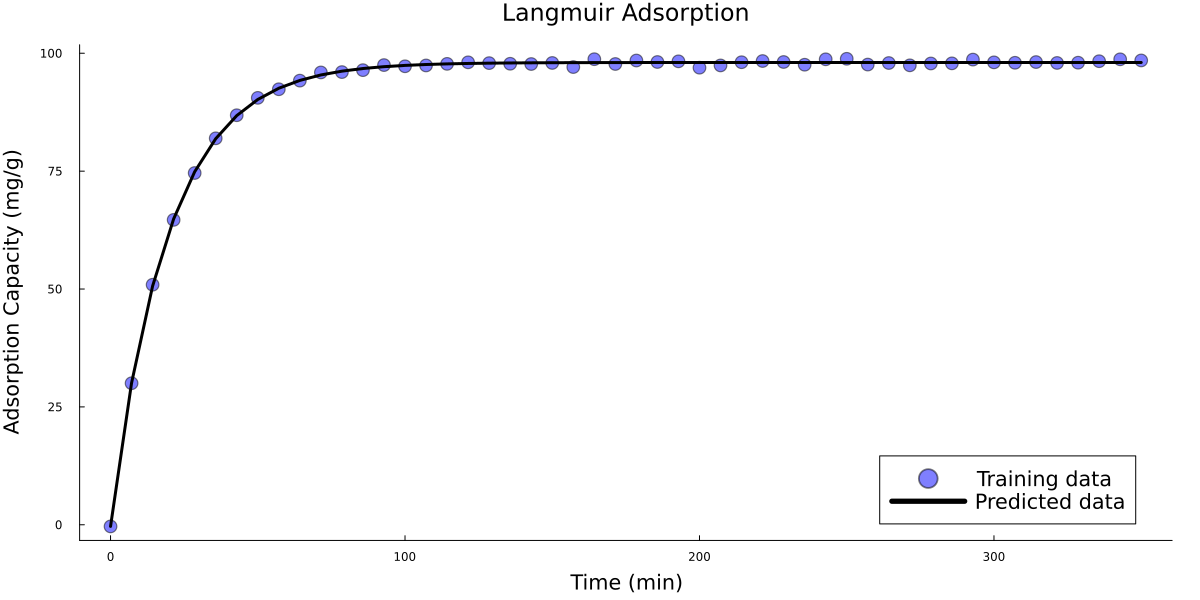 Langmuir Adsorption
Adsorption Capacity (mg/g)
100
75
50
25
0
0 100 200 300
Time (min)
Training data
Predicted data